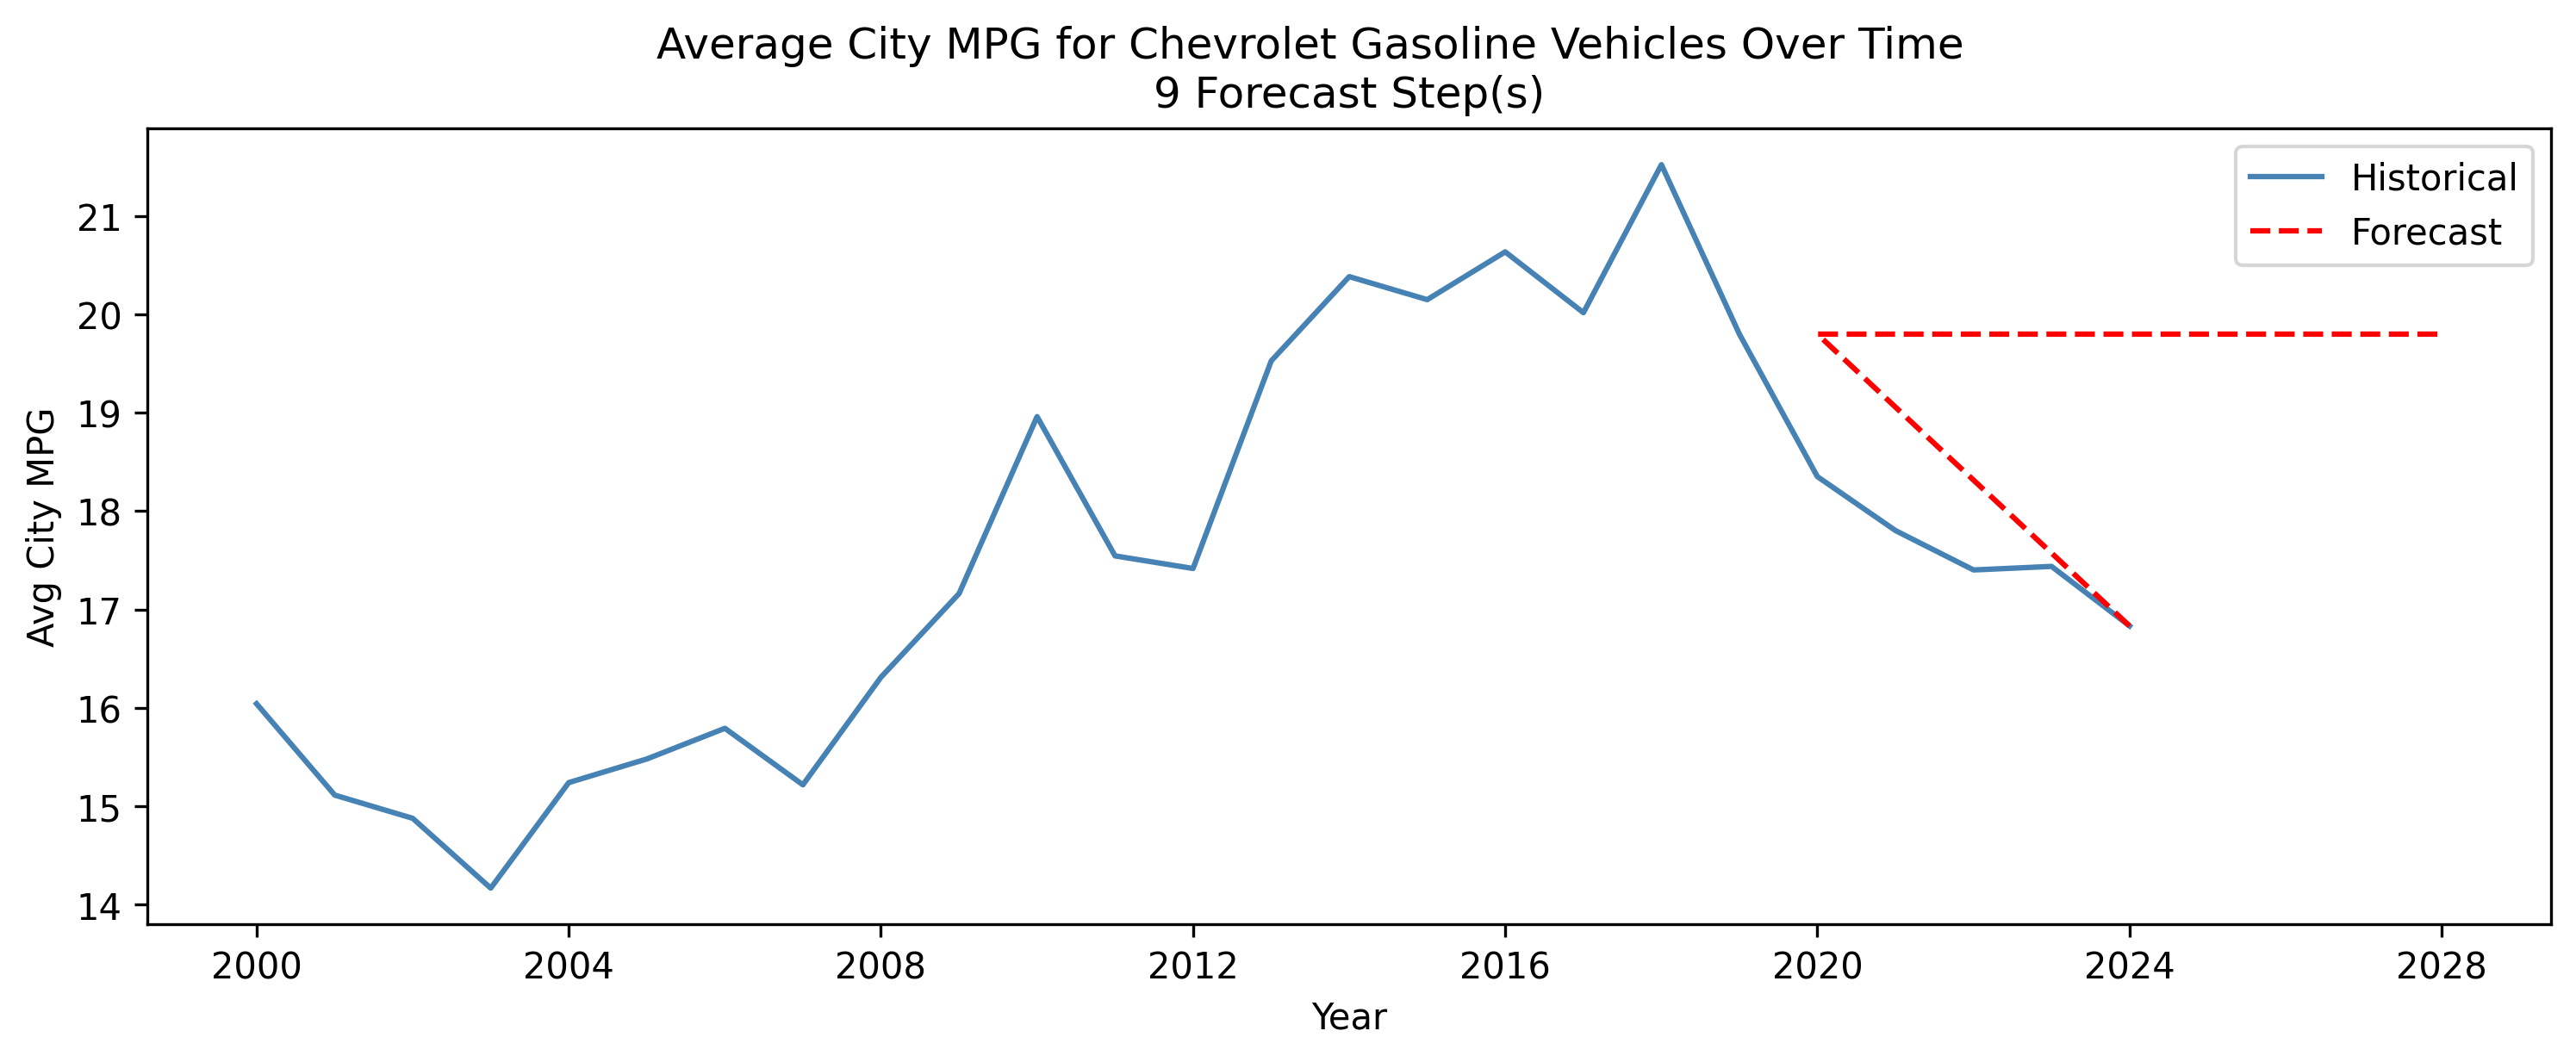 Average City MPG for Chevrolet Gasoline Vehicles Over Time
9 Forecast Step(s)
Historical
Forecast
21
20
19
18
17
16
15
14
Avg City MPG
2000 2004 2008 2012 2016 2020 2024 2028
Year